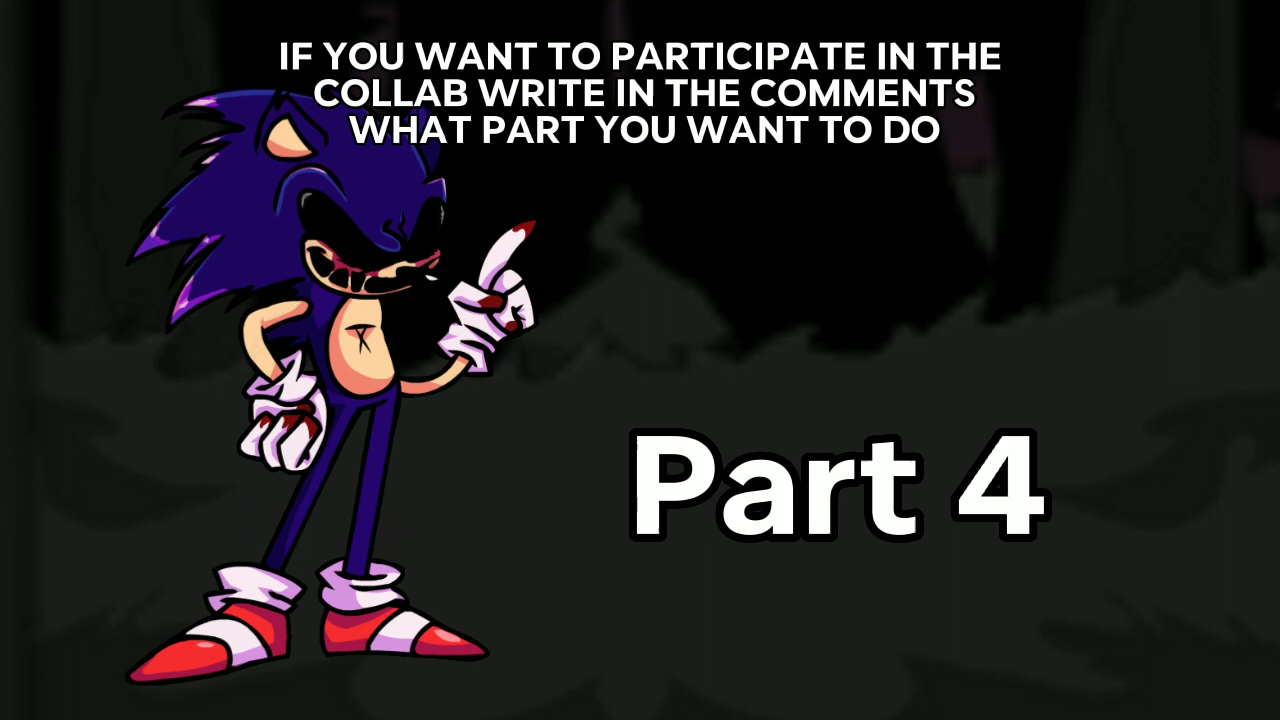 IF YOU WANT TO PARTICIPATE IN THE
COLLAB WRITE IN THE COMMENTS
WHAT PART YOU WANT TO DO
Part 4